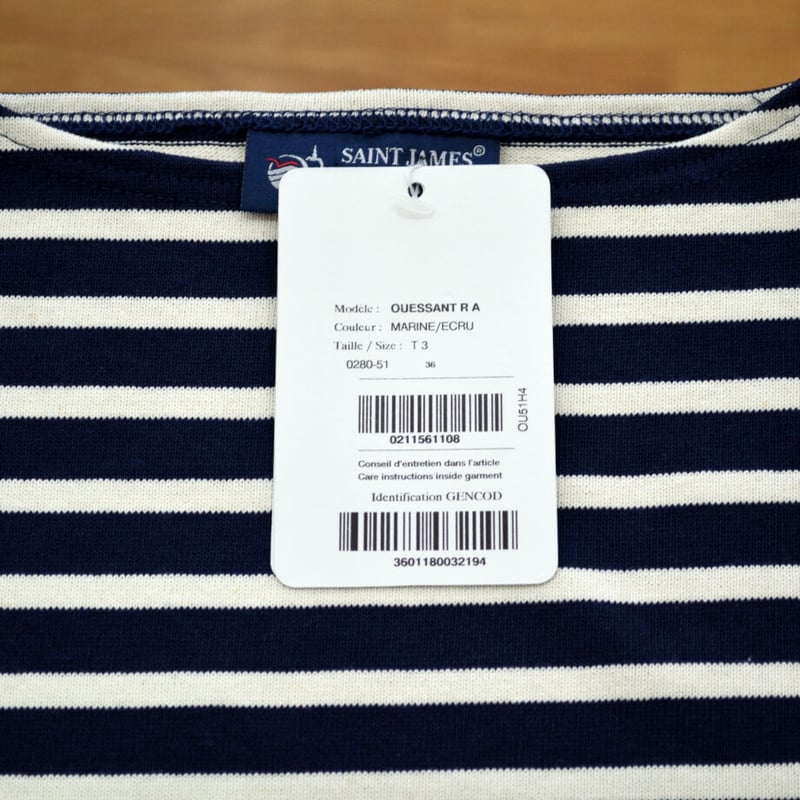 SAINT JAMES®
Modèle : OUESSANT R A
Couleur : MARINE/ECRU
Taille / Size : T 3
0280-51 36
OU51H4
0211561108
Conseil d'entretien dans l'article
Care instructions inside garment
Identification GENCOD
3601180032194